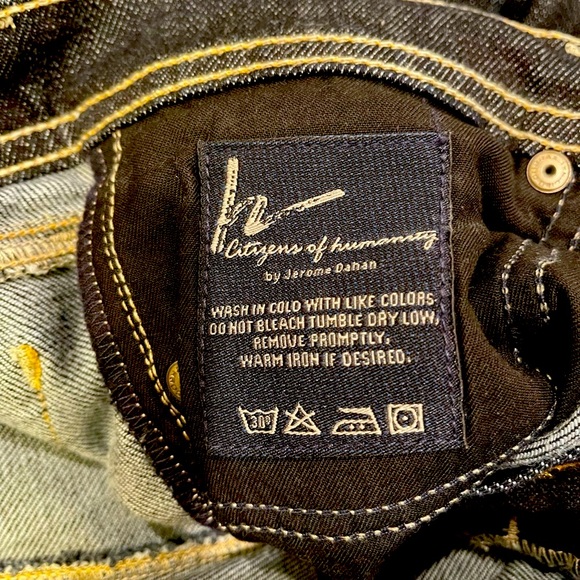 h
Citizens of humanity
by Jerome Dahan
WASH IN COLD WITH LIKE COLORS
DO NOT BLEACH TUMBLE DRY LOW,
REMOVE PROMPTLY.
WARM IRON IF DESIRED.
30°